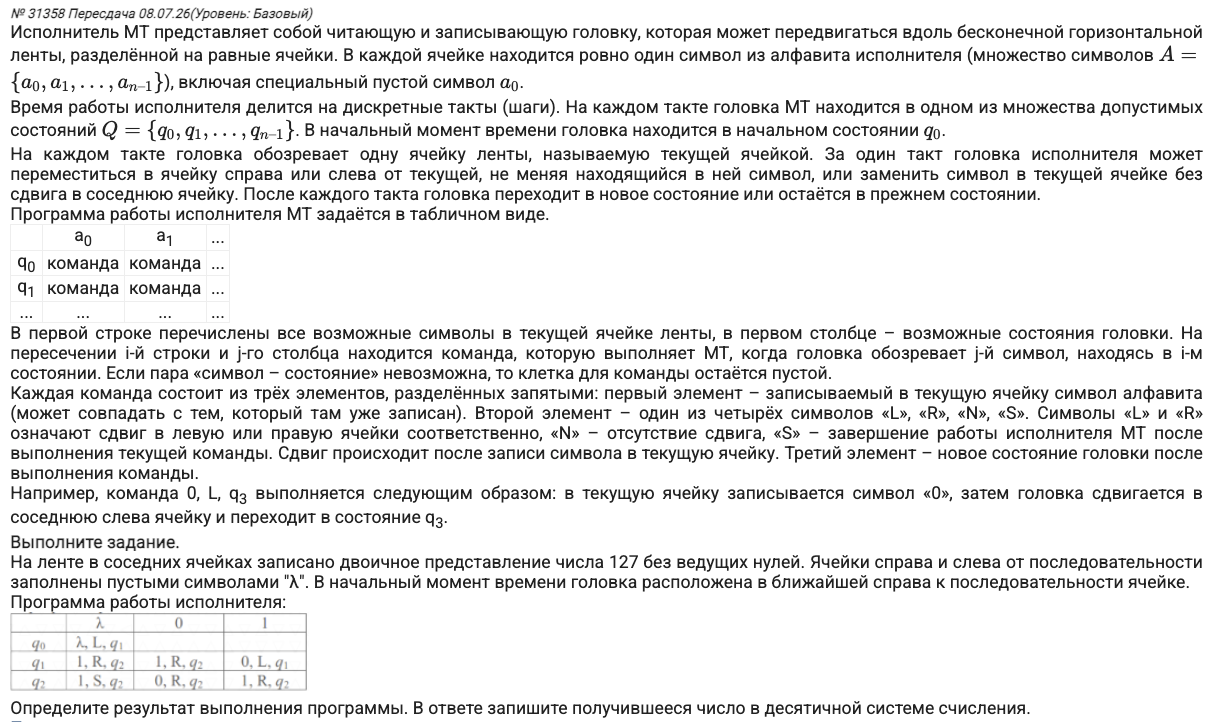 № 31358 Пересдача 08.07.26(Уровень: Базовый)
Исполнитель МТ представляет собой читающую и записывающую головку, которая может передвигаться вдоль бесконечной горизонтальной
ленты, разделённой на равные ячейки. В каждой ячейке находится ровно один символ из алфавита исполнителя (множество символов A =
{a₀, a₁, . . . , aₙ₋₁}), включая специальный пустой символ a₀.
Время работы исполнителя делится на дискретные такты (шаги). На каждом такте головка МТ находится в одном из множества допустимых
состояний Q = {q₀, q₁, . . . , qₙ₋₁}. В начальный момент времени головка находится в начальном состоянии q₀.
На каждом такте головка обозревает одну ячейку ленты, называемую текущей ячейкой. За один такт головка исполнителя может
переместиться в ячейку справа или слева от текущей, не меняя находящийся в ней символ, или заменить символ в текущей ячейке без
сдвига в соседнюю ячейку. После каждого такта головка переходит в новое состояние или остаётся в прежнем состоянии.
Программа работы исполнителя МТ задаётся в табличном виде.
a₀ a₁ ...
q₀ команда команда ...
q₁ команда команда ...
... ... ... ...
В первой строке перечислены все возможные символы в текущей ячейке ленты, в первом столбце – возможные состояния головки. На
пересечении i-й строки и j-го столбца находится команда, которую выполняет МТ, когда головка обозревает j-й символ, находясь в i-м
состоянии. Если пара «символ – состояние» невозможна, то клетка для команды остаётся пустой.
Каждая команда состоит из трёх элементов, разделённых запятыми: первый элемент – записываемый в текущую ячейку символ алфавита
(может совпадать с тем, который там уже записан). Второй элемент – один из четырёх символов «L», «R», «N», «S». Символы «L» и «R»
означают сдвиг в левую или правую ячейки соответственно, «N» – отсутствие сдвига, «S» – завершение работы исполнителя МТ после
выполнения текущей команды. Сдвиг происходит после записи символа в текущую ячейку. Третий элемент – новое состояние головки после
выполнения команды.
Например, команда 0, L, q₃ выполняется следующим образом: в текущую ячейку записывается символ «0», затем головка сдвигается в
соседнюю слева ячейку и переходит в состояние q₃.
Выполните задание.
На ленте в соседних ячейках записано двоичное представление числа 127 без ведущих нулей. Ячейки справа и слева от последовательности
заполнены пустыми символами "λ". В начальный момент времени головка расположена в ближайшей справа к последовательности ячейке.
Программа работы исполнителя:
λ 0 1
q₀ λ, L, q₁
q₁ 1, R, q₂ 1, R, q₂ 0, L, q₁
q₂ 1, S, q₂ 0, R, q₂ 1, R, q₂
Определите результат выполнения программы. В ответе запишите получившееся число в десятичной системе счисления.